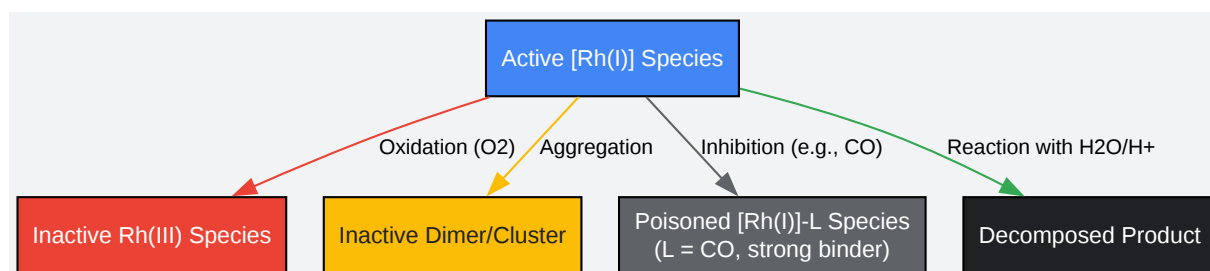 Active [Rh(I)] Species
Oxidation (O2)
Aggregation
Inhibition (e.g., CO)
Reaction with H2O/H+
Inactive Rh(III) Species
Inactive Dimer/Cluster
Poisoned [Rh(I)]-L Species
(L = CO, strong binder)
Decomposed Product